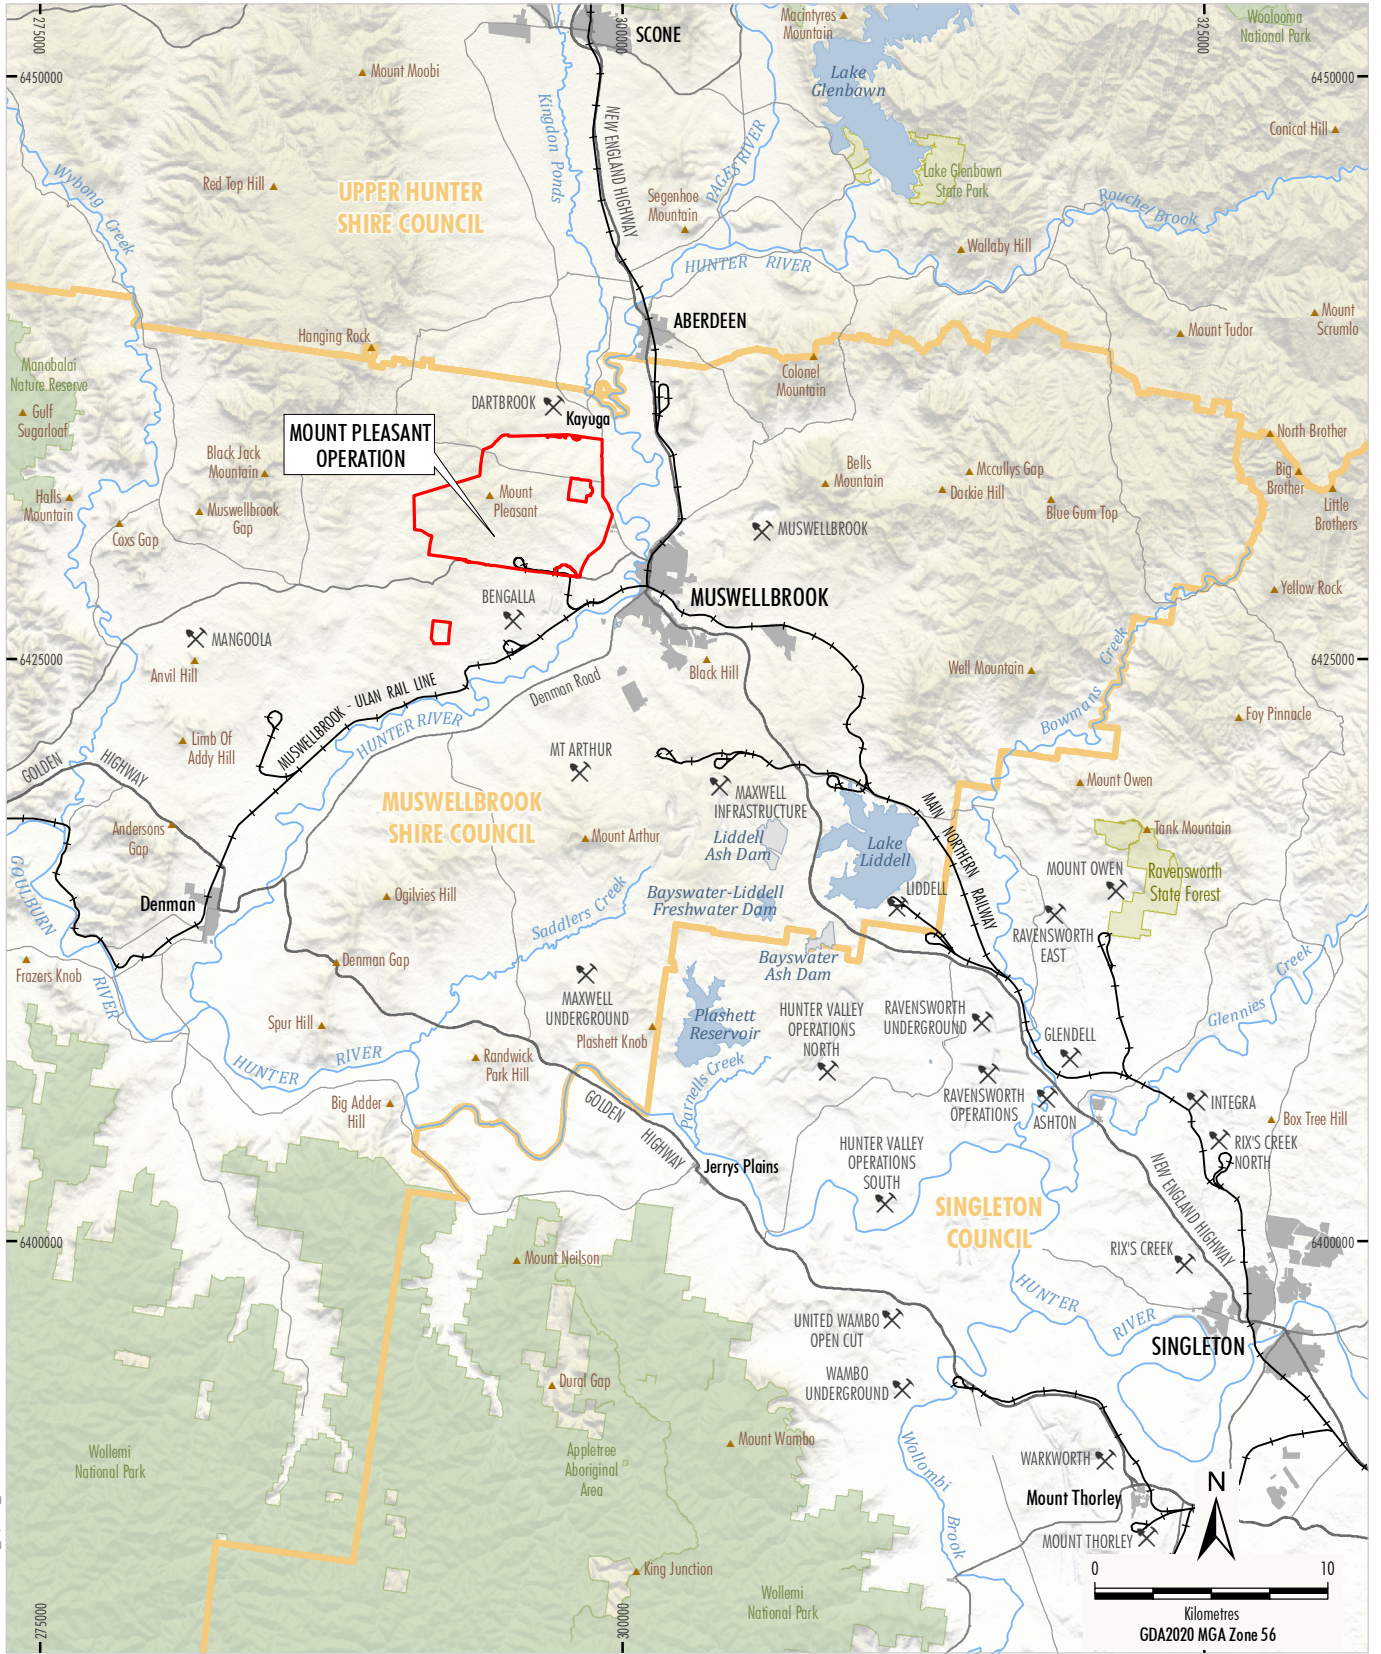 275000
300000
325000
SCONE
Macintyres
Mountain
Woolooma
National Park
6450000
6450000
Mount Moobi
Lake
Glenbawn
Kingdon Ponds
NEW ENGLAND HIGHWAY
PAGES RIVER
Conical Hill
Wybong Creek
Red Top Hill
UPPER HUNTER
SHIRE COUNCIL
Segenhoe
Mountain
Lake Glenbawn
State Park
Rouchel Brook
Wallaby Hill
HUNTER RIVER
Hanging Rock
ABERDEEN
Mount
Scrumlo
Mount Tudor
Manobalai
Nature Reserve
Colonel
Mountain
Gulf
Sugarloaf
DARTBROOK
Kayuga
MOUNT PLEASANT
OPERATION
North Brother
Black Jack
Mountain
Bells
Mountain
Mccullys Gap
Big
Brother
Halls
Mountain
Muswellbrook
Gap
Mount
Pleasant
Darkie Hill
Blue Gum Top
Little
Brothers
Coxs Gap
MUSWELLBROOK
BENGALLA
MUSWELLBROOK
Yellow Rock
MANGOOLA
6425000
6425000
Anvil Hill
Black Hill
Well Mountain
Bowmans Creek
MUSWELLBROOK - ULAN RAIL LINE
Denman Road
HUNTER RIVER
Foy Pinnacle
Limb Of
Addy Hill
GOLDEN HIGHWAY
MT ARTHUR
MAXWELL
INFRASTRUCTURE
Mount Owen
MUSWELLBROOK
SHIRE COUNCIL
MAIN NORTHERN RAILWAY
Andersons
Gap
Mount Arthur
Liddell
Ash Dam
Lake
Liddell
Tank Mountain
GOULBURN RIVER
Denman
Ogilvies Hill
Saddlers Creek
Bayswater-Liddell
Freshwater Dam
LIDDELL
MOUNT OWEN
Ravensworth
State Forest
RAVENSWORTH
EAST
Frazers Knob
Denman Gap
Bayswater
Ash Dam
Glennies Creek
MAXWELL
UNDERGROUND
Plashett
Reservoir
HUNTER VALLEY
OPERATIONS
NORTH
RAVENSWORTH
UNDERGROUND
Spur Hill
Plashett Knob
GLENDELL
HUNTER RIVER
Randwick
Park Hill
Parnells Creek
Big Adder
Hill
GOLDEN HIGHWAY
RAVENSWORTH
OPERATIONS
ASHTON
INTEGRA
Box Tree Hill
RIX'S CREEK
NORTH
Jerrys Plains
HUNTER VALLEY
OPERATIONS
SOUTH
NEW ENGLAND HIGHWAY
SINGLETON
COUNCIL
6400000
6400000
Mount Neilson
RIX'S CREEK
HUNTER RIVER
UNITED WAMBO
OPEN CUT
SINGLETON
Dural Gap
WAMBO
UNDERGROUND
Mount Wambo
Wollombi Brook
Wollemi
National Park
Appletree
Aboriginal
Area
WARKWORTH
Mount Thorley
MOUNT THORLEY
N
King Junction
Wollemi
National Park
0 10
Kilometres
GDA2020 MGA Zone 56
275000
300000